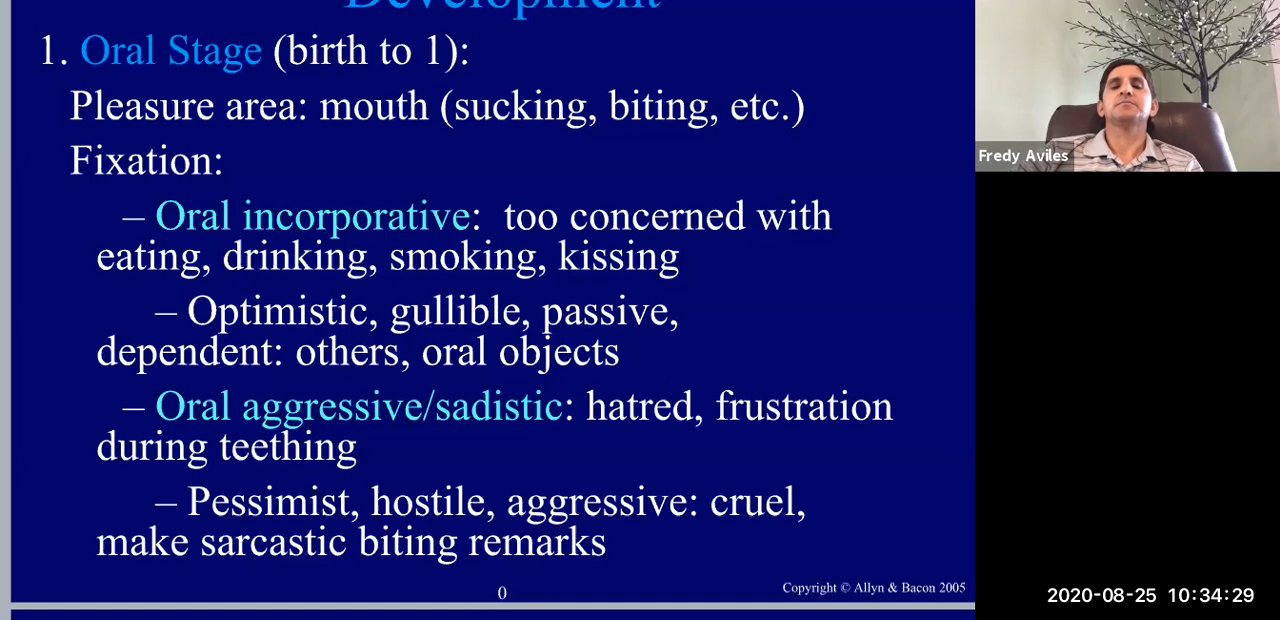 Development
1. Oral Stage (birth to 1):
Pleasure area: mouth (sucking, biting, etc.)
Fixation:
– Oral incorporative: too concerned with
eating, drinking, smoking, kissing
– Optimistic, gullible, passive,
dependent: others, oral objects
– Oral aggressive/sadistic: hatred, frustration
during teething
– Pessimist, hostile, aggressive: cruel,
make sarcastic biting remarks
0
Copyright © Allyn & Bacon 2005
Fredy Aviles
2020-08-25 10:34:29